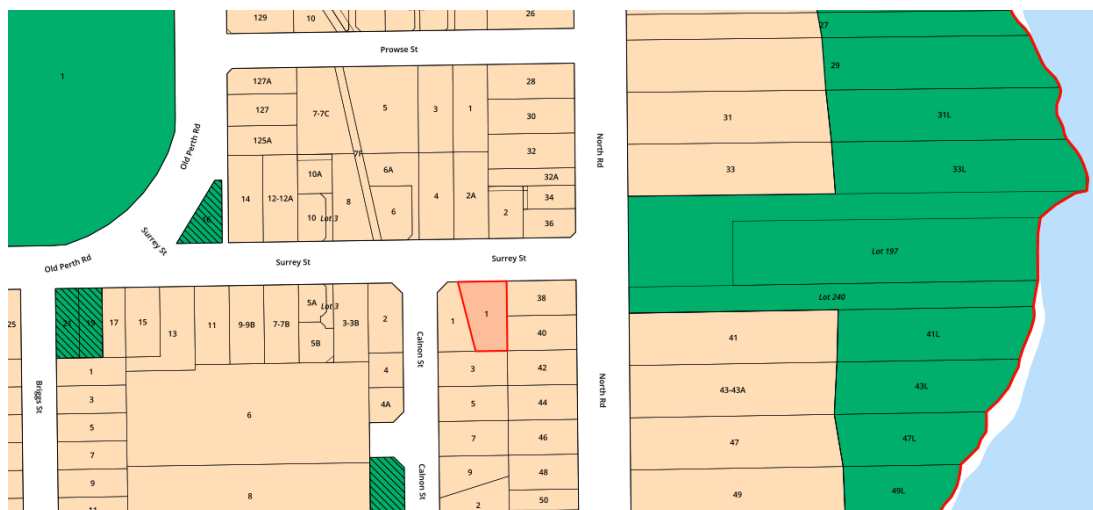 129
10
26
27
Prowse St
29
1
127A
7-7C
5
3
1
28
127
30
31
31L
Old Perth Rd
125A
7F
North Rd
32
33
33L
6A
32A
10A
14
12-12A
8
4
2A
34
16
10
Lot 3
6
2
36
Surrey St
Lot 197
Old Perth Rd
Surrey St
Surrey St
Lot 240
5A
Lot 3
38
25
21
19
17
15
13
11
9-9B
7-7B
3-3B
2
1
1
40
41
41L
5B
Calnon St
1
4
3
42
Briggs St
North Rd
43-43A
43L
3
4A
5
44
6
5
7
46
47
47L
7
9
48
9
Calnon St
8
49
49L
11
2
50